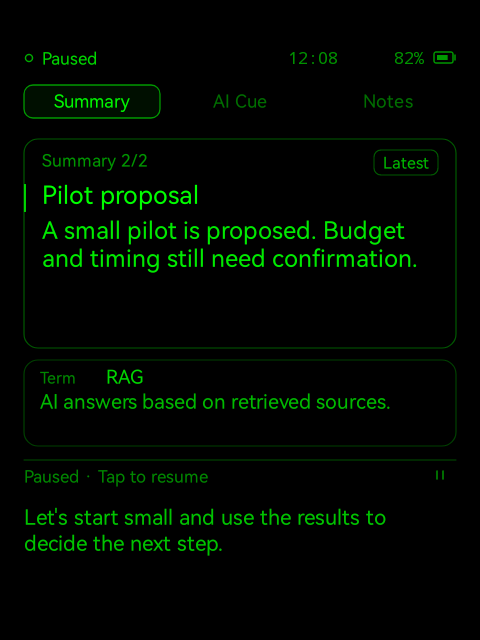 Paused 12:08 82%
Summary AI Cue Notes
Summary 2/2 Latest
Pilot proposal
A small pilot is proposed. Budget
and timing still need confirmation.
Term RAG
AI answers based on retrieved sources.
Paused · Tap to resume
Let's start small and use the results to
decide the next step.